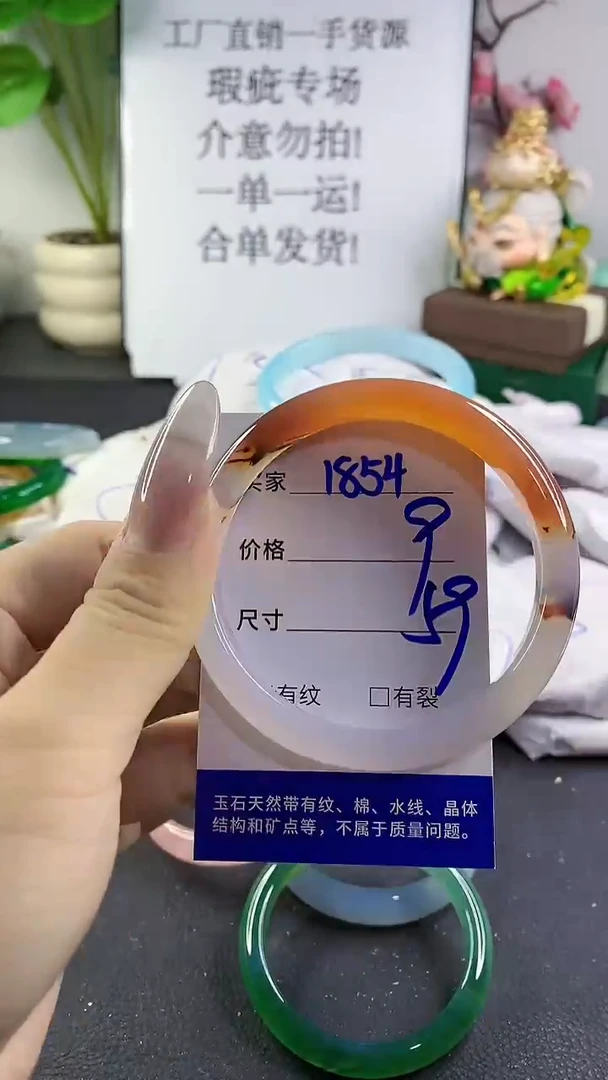 工厂直销一手货源
瑕疵专场
介意勿拍!
一单一运!
合单发货!
买家 1854
价格 9
尺寸 59
有纹 □有裂
玉石天然带有纹、棉、水线、晶体
结构和矿点等，不属于质量问题。